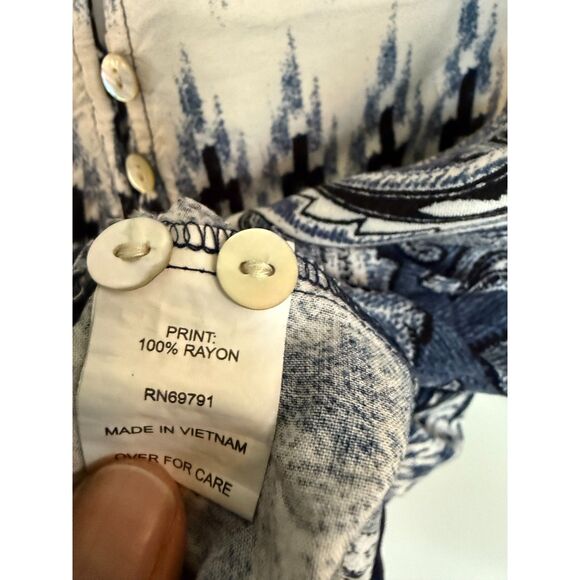 PRINT:
100% RAYON
RN69791
MADE IN VIETNAM
OVER FOR CARE